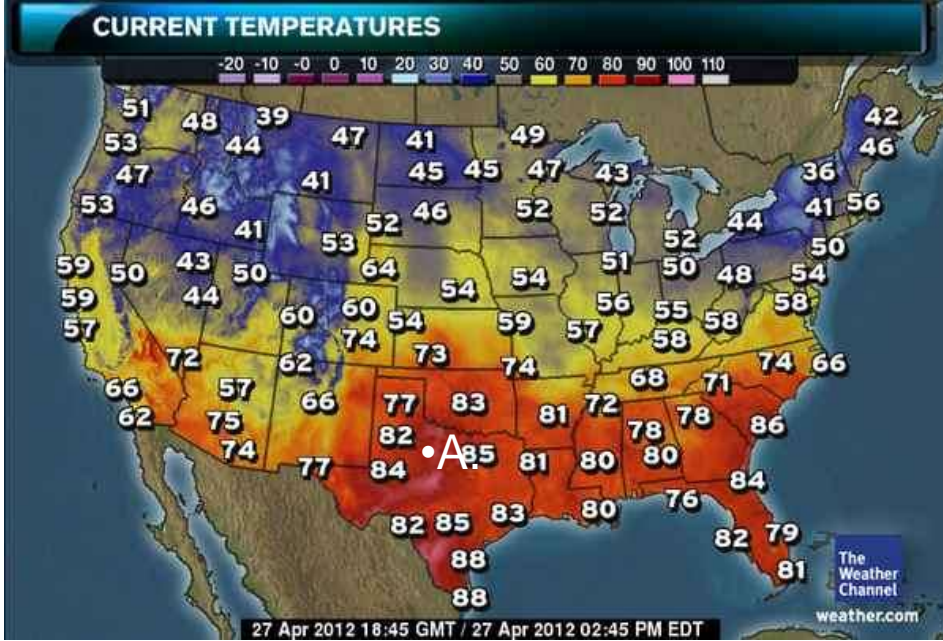 CURRENT TEMPERATURES
-20 -10 -0 0 10 20 30 40 50 60 70 80 90 100 110
51 48 39 47 41 49 42
53 44 46
47 41 45 45 47 43 36
53 46 41 52 46 52 52 44 41 56
53 52 50
59 50 43 50 64 54 54 51 50 48 54
59 44 60 60 56 55 58
57 54 59 57 58 58
74
72 62 73 74 74 66
66 57 66 68 71
62 75 77 83 81 72 78 78 86
74 82 •A. 85 81 80 80
77 84 84
82 85 83 80 76
82 79
88 81
88
The
Weather
Channel
weather.com
27 Apr 2012 18:45 GMT / 27 Apr 2012 02:45 PM EDT